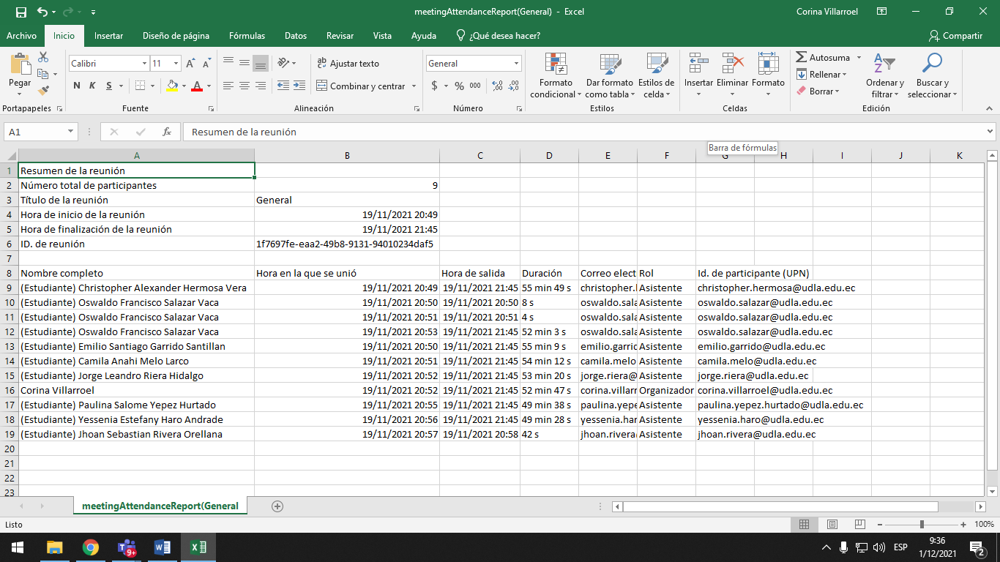 meetingAttendanceReport(General) - Excel
Corina Villarroel
Archivo Inicio Insertar Diseño de página Fórmulas Datos Revisar Vista Ayuda ¿Qué desea hacer? Compartir
Pegar
Calibri 11
N K S
Ajustar texto
Combinar y centrar
General
$ % 000
Formato condicional
Dar formato como tabla
Estilos de celda
Insertar Eliminar Formato
Autosuma
Rellenar
Borrar
Ordenar y filtrar
Buscar y seleccionar
Portapapeles Fuente Alineación Número Estilos Celdas Edición
A1 fx Resumen de la reunión
Barra de fórmulas
A B C D E F G H I J K
1 Resumen de la reunión
2 Número total de participantes 9
3 Título de la reunión General
4 Hora de inicio de la reunión 19/11/2021 20:49
5 Hora de finalización de la reunión 19/11/2021 21:45
6 ID. de reunión 1f7697fe-eaa2-49b8-9131-94010234daf5
7
8 Nombre completo Hora en la que se unió Hora de salida Duración Correo elect Rol Id. de participante (UPN)
9 (Estudiante) Christopher Alexander Hermosa Vera 19/11/2021 20:49 19/11/2021 21:45 55 min 49 s christopher.l Asistente christopher.hermosa@udla.edu.ec
10 (Estudiante) Oswaldo Francisco Salazar Vaca 19/11/2021 20:50 19/11/2021 20:50 8 s oswaldo.sala Asistente oswaldo.salazar@udla.edu.ec
11 (Estudiante) Oswaldo Francisco Salazar Vaca 19/11/2021 20:51 19/11/2021 20:51 4 s oswaldo.sala Asistente oswaldo.salazar@udla.edu.ec
12 (Estudiante) Oswaldo Francisco Salazar Vaca 19/11/2021 20:53 19/11/2021 21:45 52 min 3 s oswaldo.sala Asistente oswaldo.salazar@udla.edu.ec
13 (Estudiante) Emilio Santiago Garrido Santillan 19/11/2021 20:50 19/11/2021 21:45 55 min 9 s emilio.garric Asistente emilio.garrido@udla.edu.ec
14 (Estudiante) Camila Anahi Melo Larco 19/11/2021 20:51 19/11/2021 21:45 54 min 12 s camila.melo Asistente camila.melo@udla.edu.ec
15 (Estudiante) Jorge Leandro Riera Hidalgo 19/11/2021 20:52 19/11/2021 21:45 53 min 20 s jorge.riera@ Asistente jorge.riera@udla.edu.ec
16 Corina Villarroel 19/11/2021 20:52 19/11/2021 21:45 52 min 47 s corina.villarr Organizador corina.villarroel@udla.edu.ec
17 (Estudiante) Paulina Salome Yepez Hurtado 19/11/2021 20:55 19/11/2021 21:45 49 min 38 s paulina.yepe Asistente paulina.yepez.hurtado@udla.edu.ec
18 (Estudiante) Yessenia Estefany Haro Andrade 19/11/2021 20:56 19/11/2021 21:45 49 min 28 s yessenia.har Asistente yessenia.haro@udla.edu.ec
19 (Estudiante) Jhoan Sebastian Rivera Orellana 19/11/2021 20:57 19/11/2021 20:58 42 s jhoan.rivera Asistente jhoan.rivera@udla.edu.ec
20
21
22
23
meetingAttendanceReport(General
Listo 100%
9+
ESP
9:36
1/12/2021
2